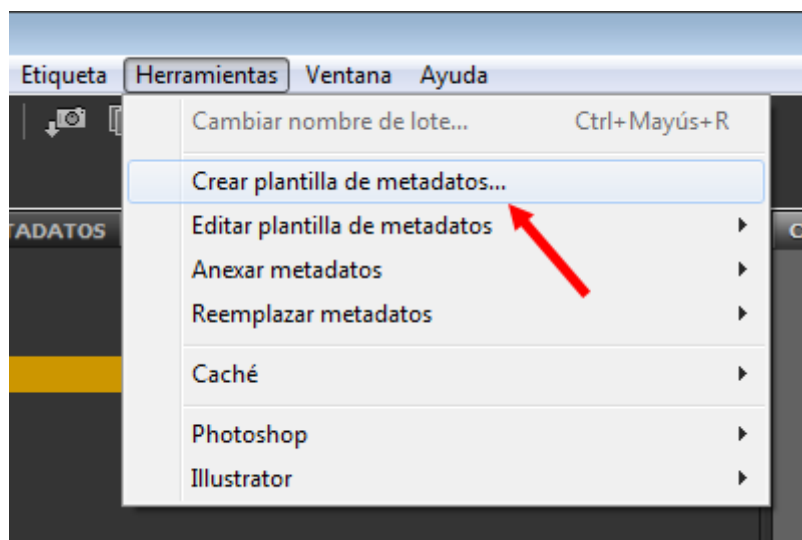 Etiqueta Herramientas Ventana Ayuda
Cambiar nombre de lote... Ctrl+Mayús+R
Crear plantilla de metadatos...
ADATOS Editar plantilla de metadatos
Anexar metadatos
Reemplazar metadatos
Caché
Photoshop
Illustrator